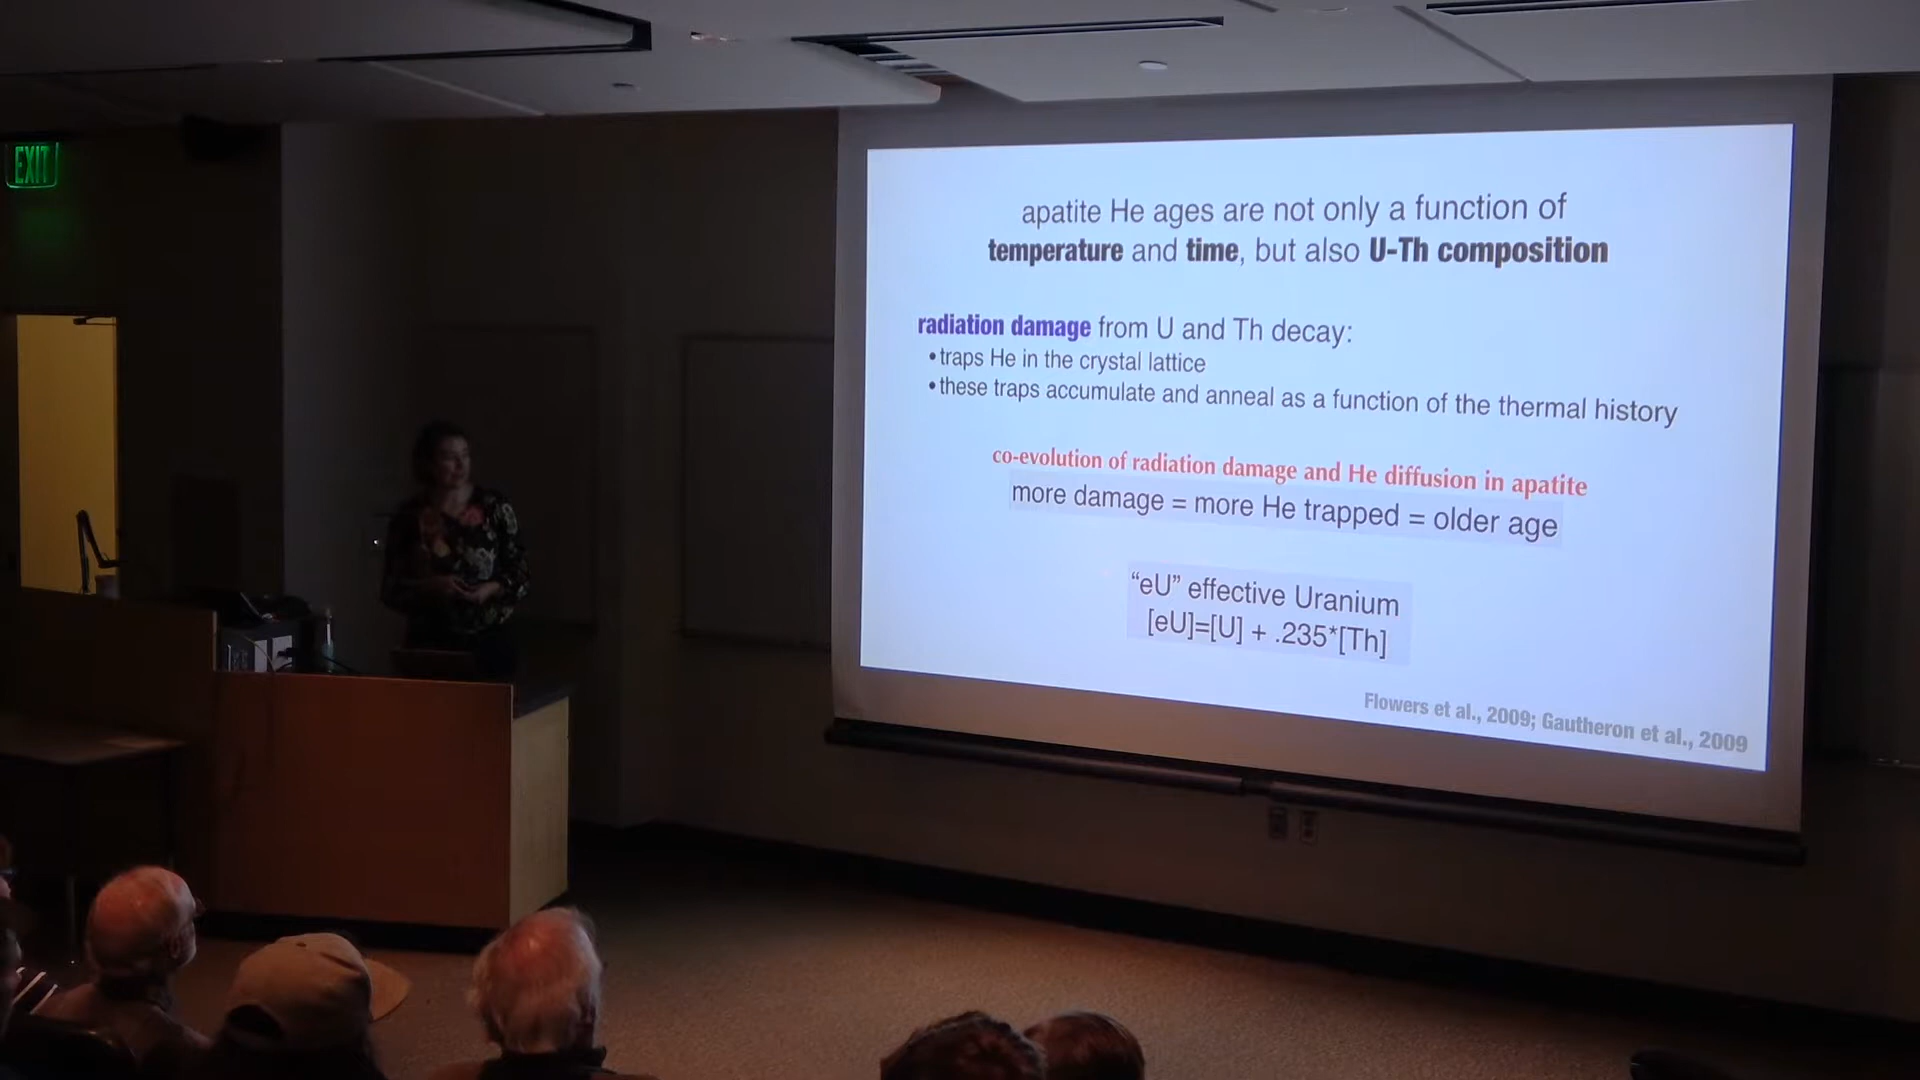 EXIT
apatite He ages are not only a function of
temperature and time, but also U-Th composition
radiation damage from U and Th decay:
•traps He in the crystal lattice
•these traps accumulate and anneal as a function of the thermal history
co-evolution of radiation damage and He diffusion in apatite
more damage = more He trapped = older age
“eU” effective Uranium
[eU]=[U] + .235*[Th]
Flowers et al., 2009; Gautheron et al., 2009